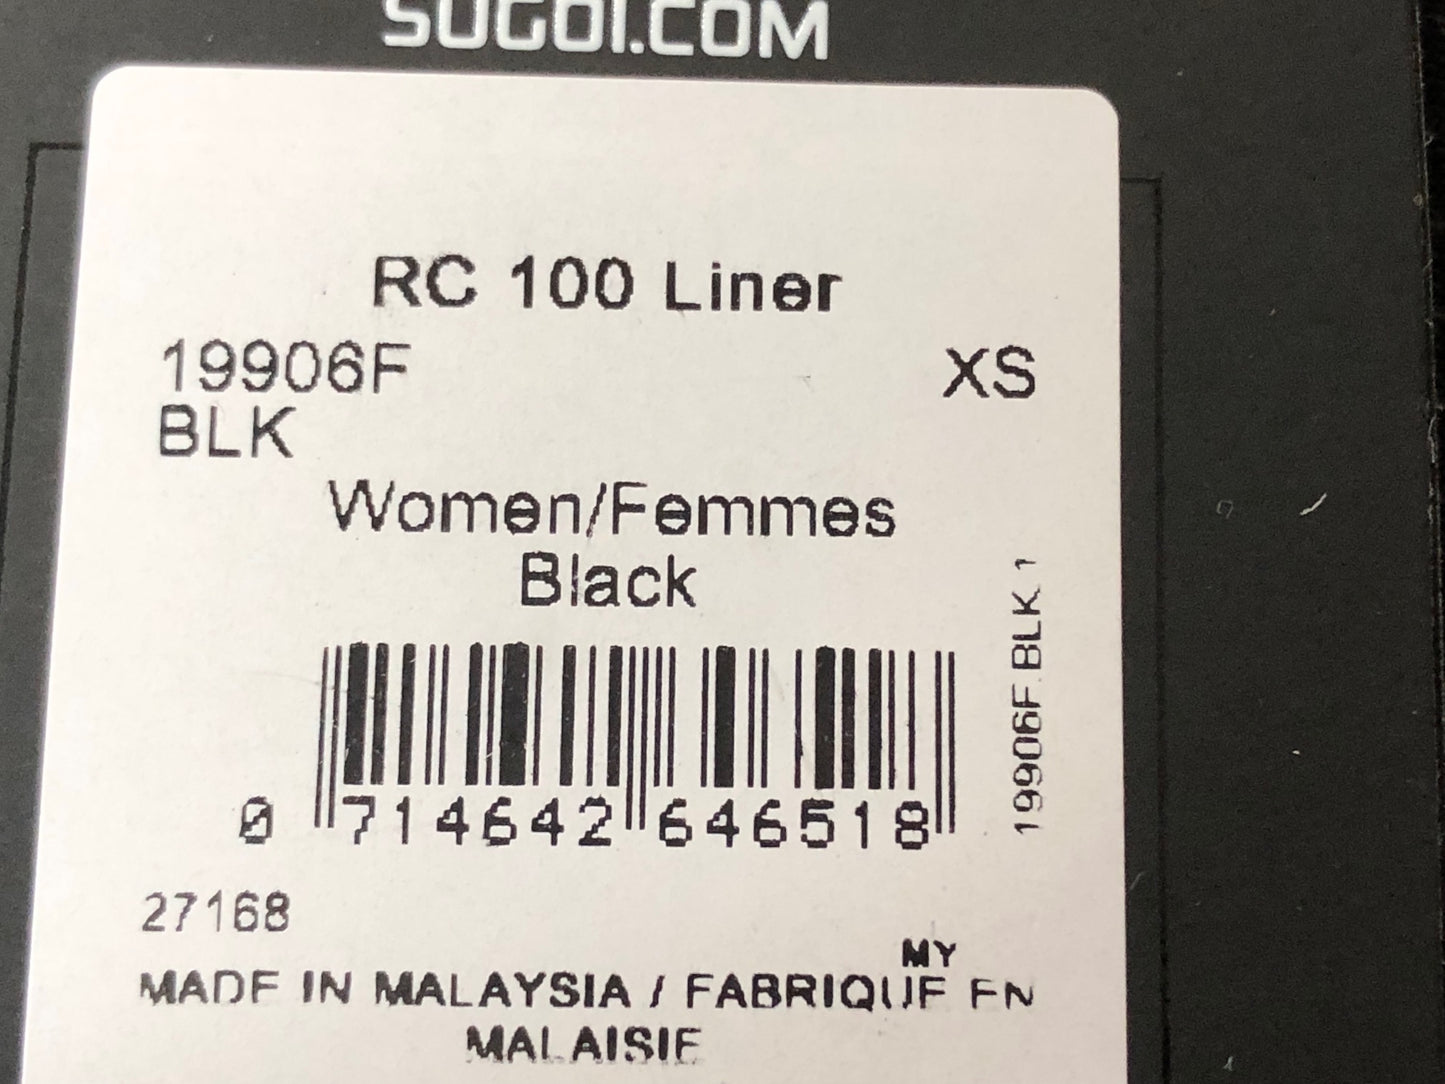 SUGOI.COM
RC 100 Liner
19906F XS
BLK
Women/Femmes
Black
19906F.BLK.1
0 714642 646518
27168
MY
MADE IN MALAYSIA / FABRIQUE EN
MALAISIE